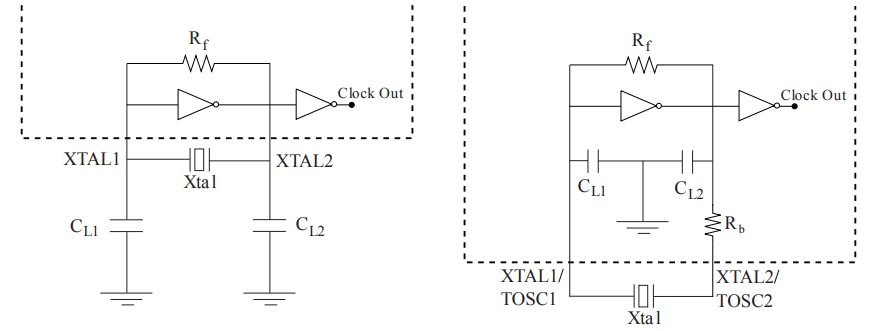 Rf
Clock Out
XTAL1
XTAL2
Xtal
CL1
CL2
Rf
Clock Out
CL1
CL2
Rb
XTAL1/
TOSC1
XTAL2/
TOSC2
Xtal